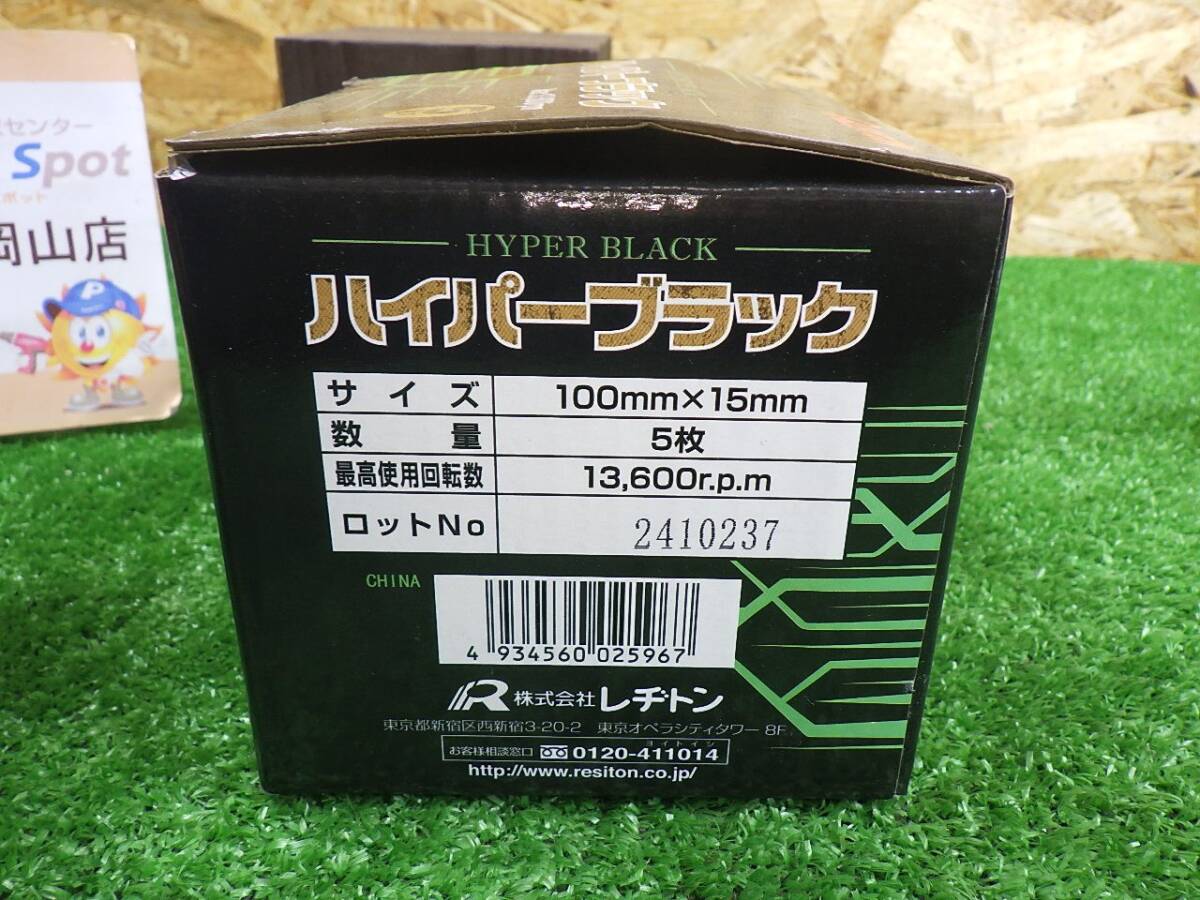 センター
Spot
ポット
岡山店
P
HYPER BLACK
ハイパーブラック
サイズ 100mm×15mm
数量 5枚
最高使用回転数 13,600r.p.m
ロットNo 2410237
CHINA
4 934560 025967
R 株式会社 レヂトン
東京都新宿区西新宿3-20-2 東京オペラシティタワー 8F
ヨイトイシ
お客様相談窓口 0120-411014
http://www.resiton.co.jp/